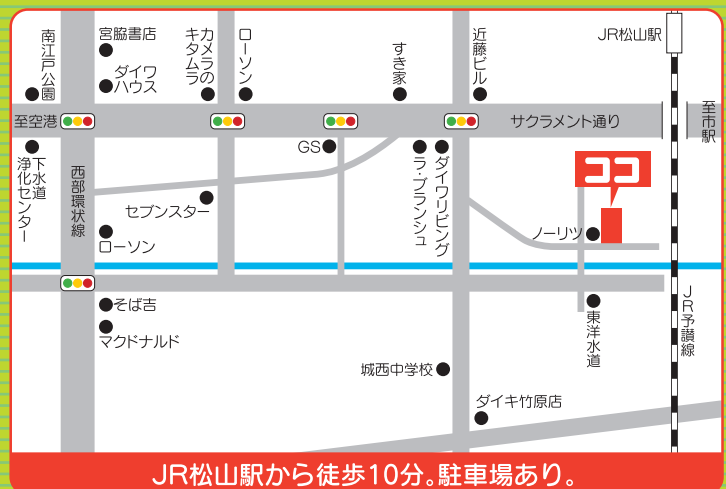 南江戸公園
宮脇書店
ダイワ
ハウス
カメラの
キタムラ
ローソン
すき家
近藤ビル
JR松山駅
至空港
サクラメント通り
至市駅
下水道
浄化センター
西部環状線
GS
ラ・ブランシュ
ダイワリビング
ココ
セブンスター
ローソン
ノーリツ
そば吉
マクドナルド
東洋水道
JR予讃線
城西中学校
ダイキ竹原店
JR松山駅から徒歩10分。駐車場あり。